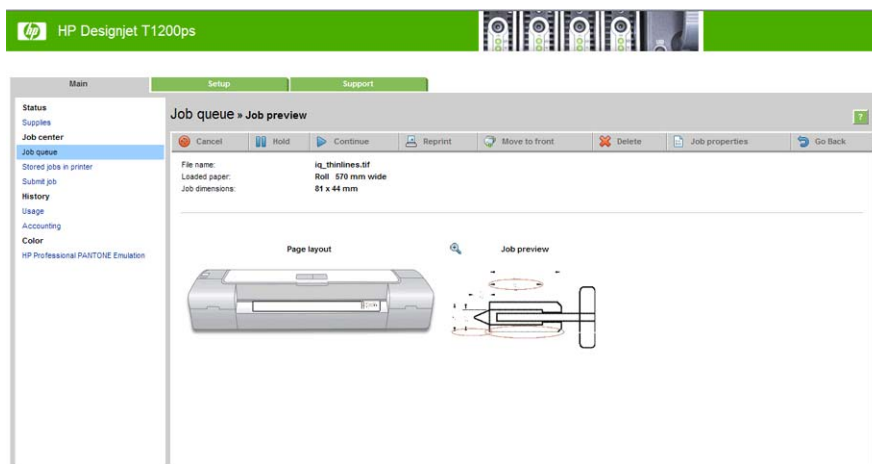 hp HP Designjet T1200ps
Main Setup Support
Status
Supplies
Job center
Job queue
Stored jobs in printer
Submit job
History
Usage
Accounting
Color
HP Professional PANTONE Emulation
Job queue » Job preview
?
Cancel Hold Continue Reprint Move to front Delete Job properties Go Back
File name: iq_thinlines.tif
Loaded paper: Roll 570 mm wide
Job dimensions: 81 x 44 mm
Page layout Job preview